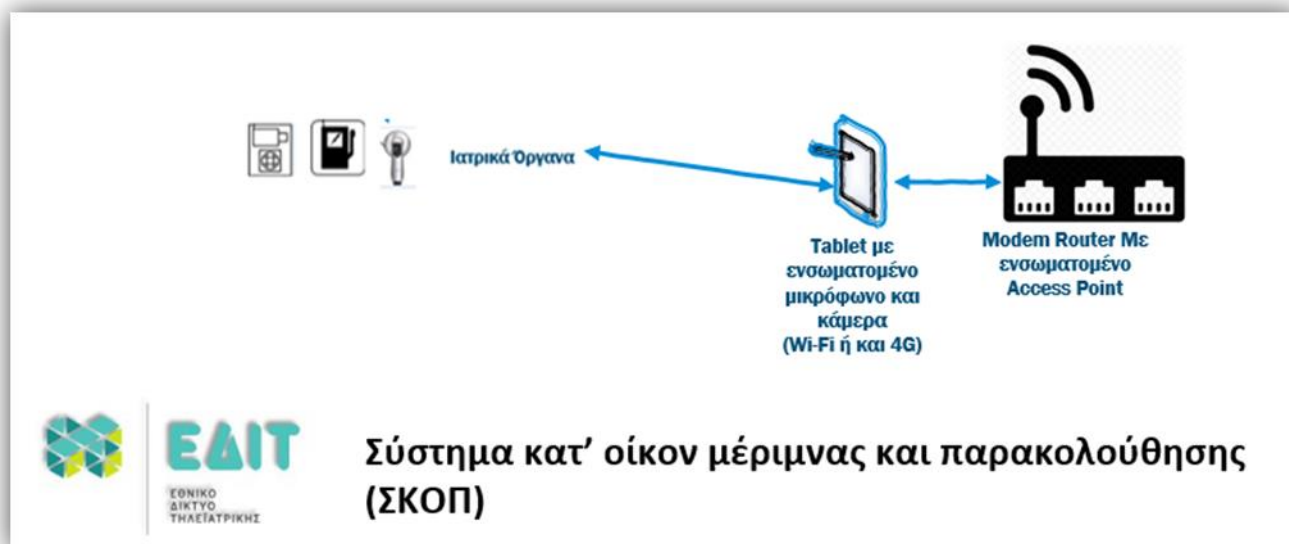 Ιατρικά Όργανα
Tablet με
ενσωματομένο
μικρόφωνο και
κάμερα
(Wi-Fi ή και 4G)
Modem Router Με
ενσωματομένο
Access Point
ΕΔΙΤ
ΕΘΝΙΚΟ
ΔΙΚΤΥΟ
ΤΗΛΕΪΑΤΡΙΚΗΣ
Σύστημα κατ’ οίκον μέριμνας και παρακολούθησης
(ΣΚΟΠ)